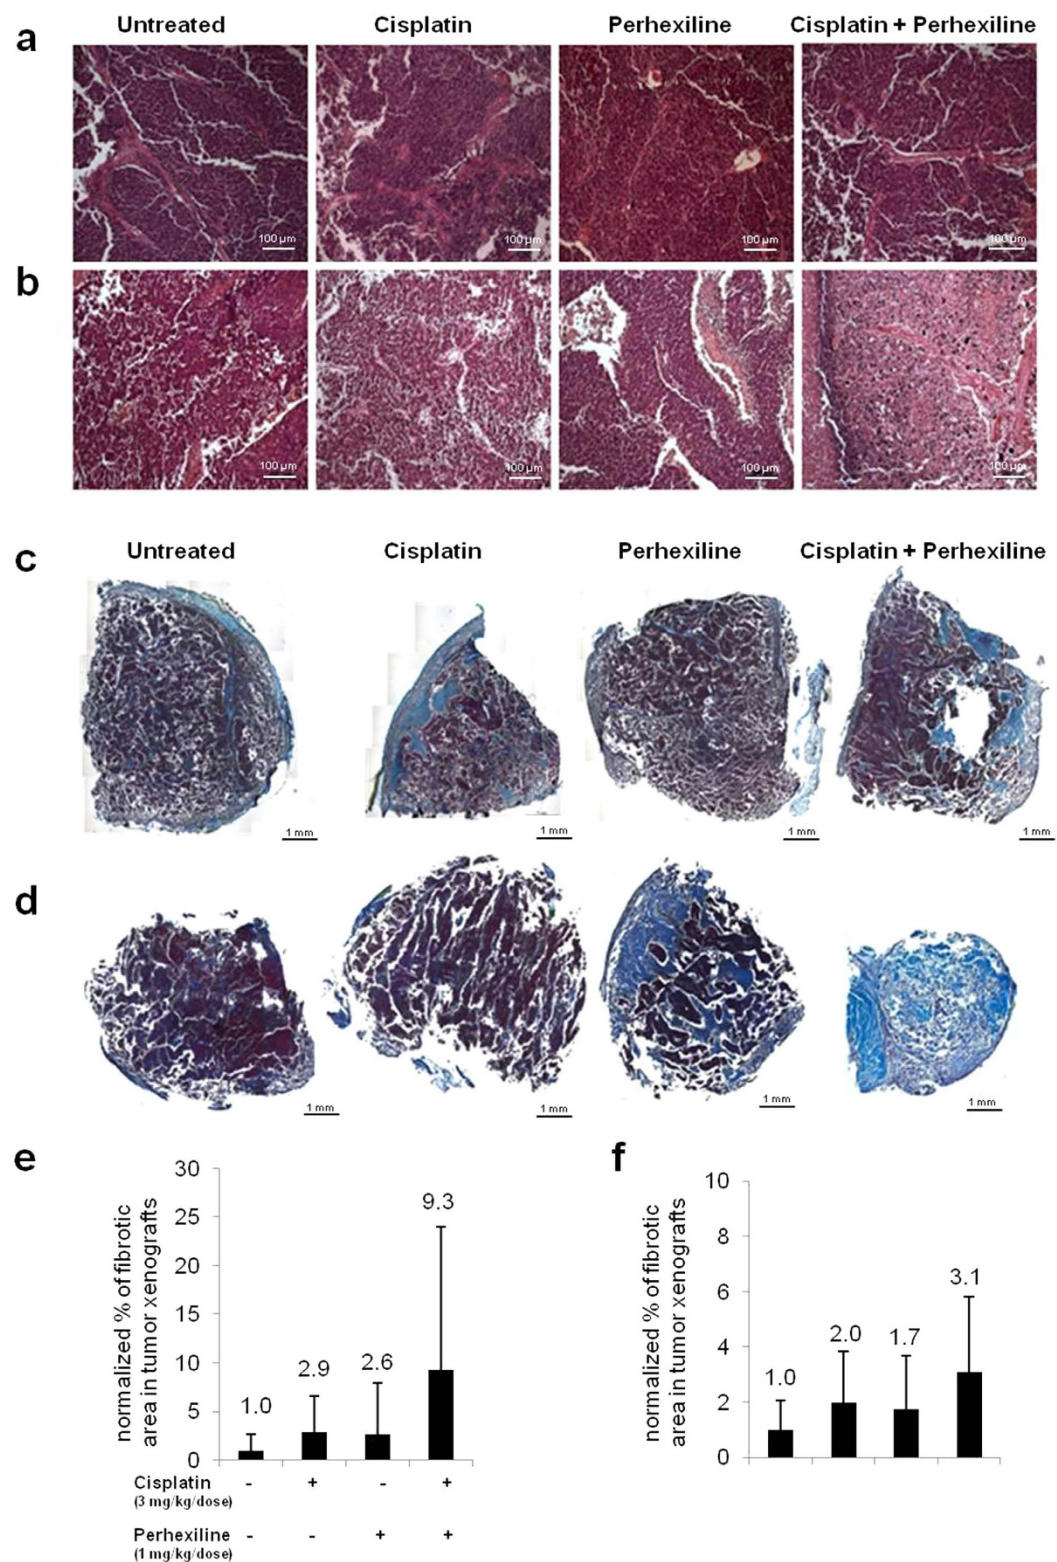 a
Untreated Cisplatin Perhexiline Cisplatin + Perhexiline
100 µm 100 µm 100 µm 100 µm
b
100 µm 100 µm 100 µm 100 µm
c
Untreated Cisplatin Perhexiline Cisplatin + Perhexiline
1 mm 1 mm 1 mm 1 mm
d
1 mm 1 mm 1 mm 1 mm
e
normalized % of fibrotic
area in tumor xenografts
30
25
20
15
10
5
0
1.0 2.9 2.6 9.3
Cisplatin - + - +
(3 mg/kg/dose)
Perhexiline - - + +
(1 mg/kg/dose)
f
normalized % of fibrotic
area in tumor xenografts
10
8
6
4
2
0
1.0 2.0 1.7 3.1